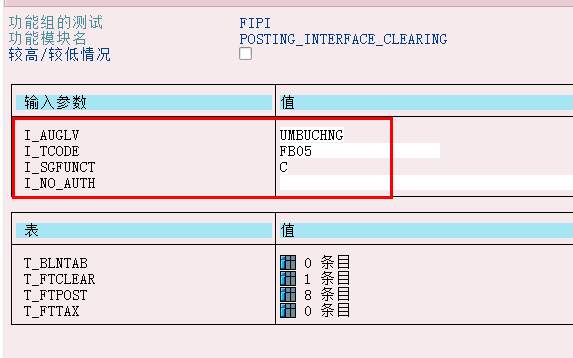 功能组的测试 FIPI
功能模块名 POSTING_INTERFACE_CLEARING
较高/较低情况
输入参数 值
I_AUGLV UMBUCHNG
I_TCODE FB05
I_SGFUNCT C
I_NO_AUTH
表 值
T_BLNTAB 0 条目
T_FTCLEAR 1 条目
T_FTPOST 8 条目
T_FTTAX 0 条目